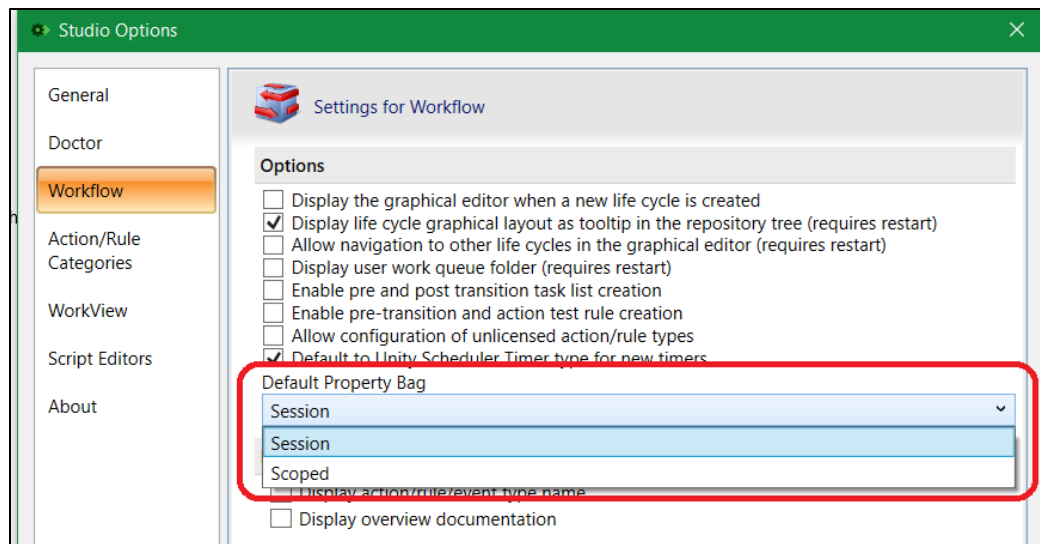 Studio Options
General
Doctor
Workflow
Action/Rule
Categories
WorkView
Script Editors
About
Settings for Workflow
Options
Display the graphical editor when a new life cycle is created
Display life cycle graphical layout as tooltip in the repository tree (requires restart)
Allow navigation to other life cycles in the graphical editor (requires restart)
Display user work queue folder (requires restart)
Enable pre and post transition task list creation
Enable pre-transition and action test rule creation
Allow configuration of unlicensed action/rule types
Default to Unity Scheduler Timer type for new timers
Default Property Bag
Session
Session
Scoped
Display action/rule/event type name
Display overview documentation